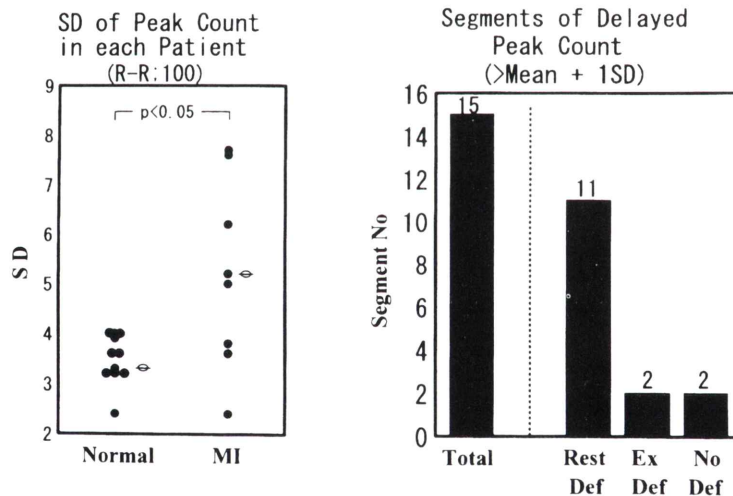 SD of Peak Count
in each Patient
(R-R:100)
9
8
7
6
5
4
3
2
SD
p<0.05
Normal MI
Segments of Delayed
Peak Count
(>Mean + 1SD)
16
14
12
10
8
6
4
2
0
Segment No
15
11
2
2
Total Rest Ex No
Def Def Def